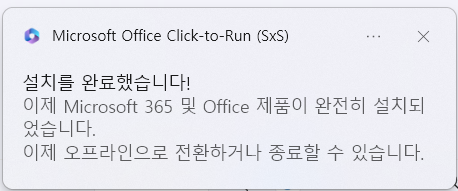 Microsoft Office Click-to-Run (SxS)
설치를 완료했습니다!
이제 Microsoft 365 및 Office 제품이 완전히 설치되
었습니다.
이제 오프라인으로 전환하거나 종료할 수 있습니다.